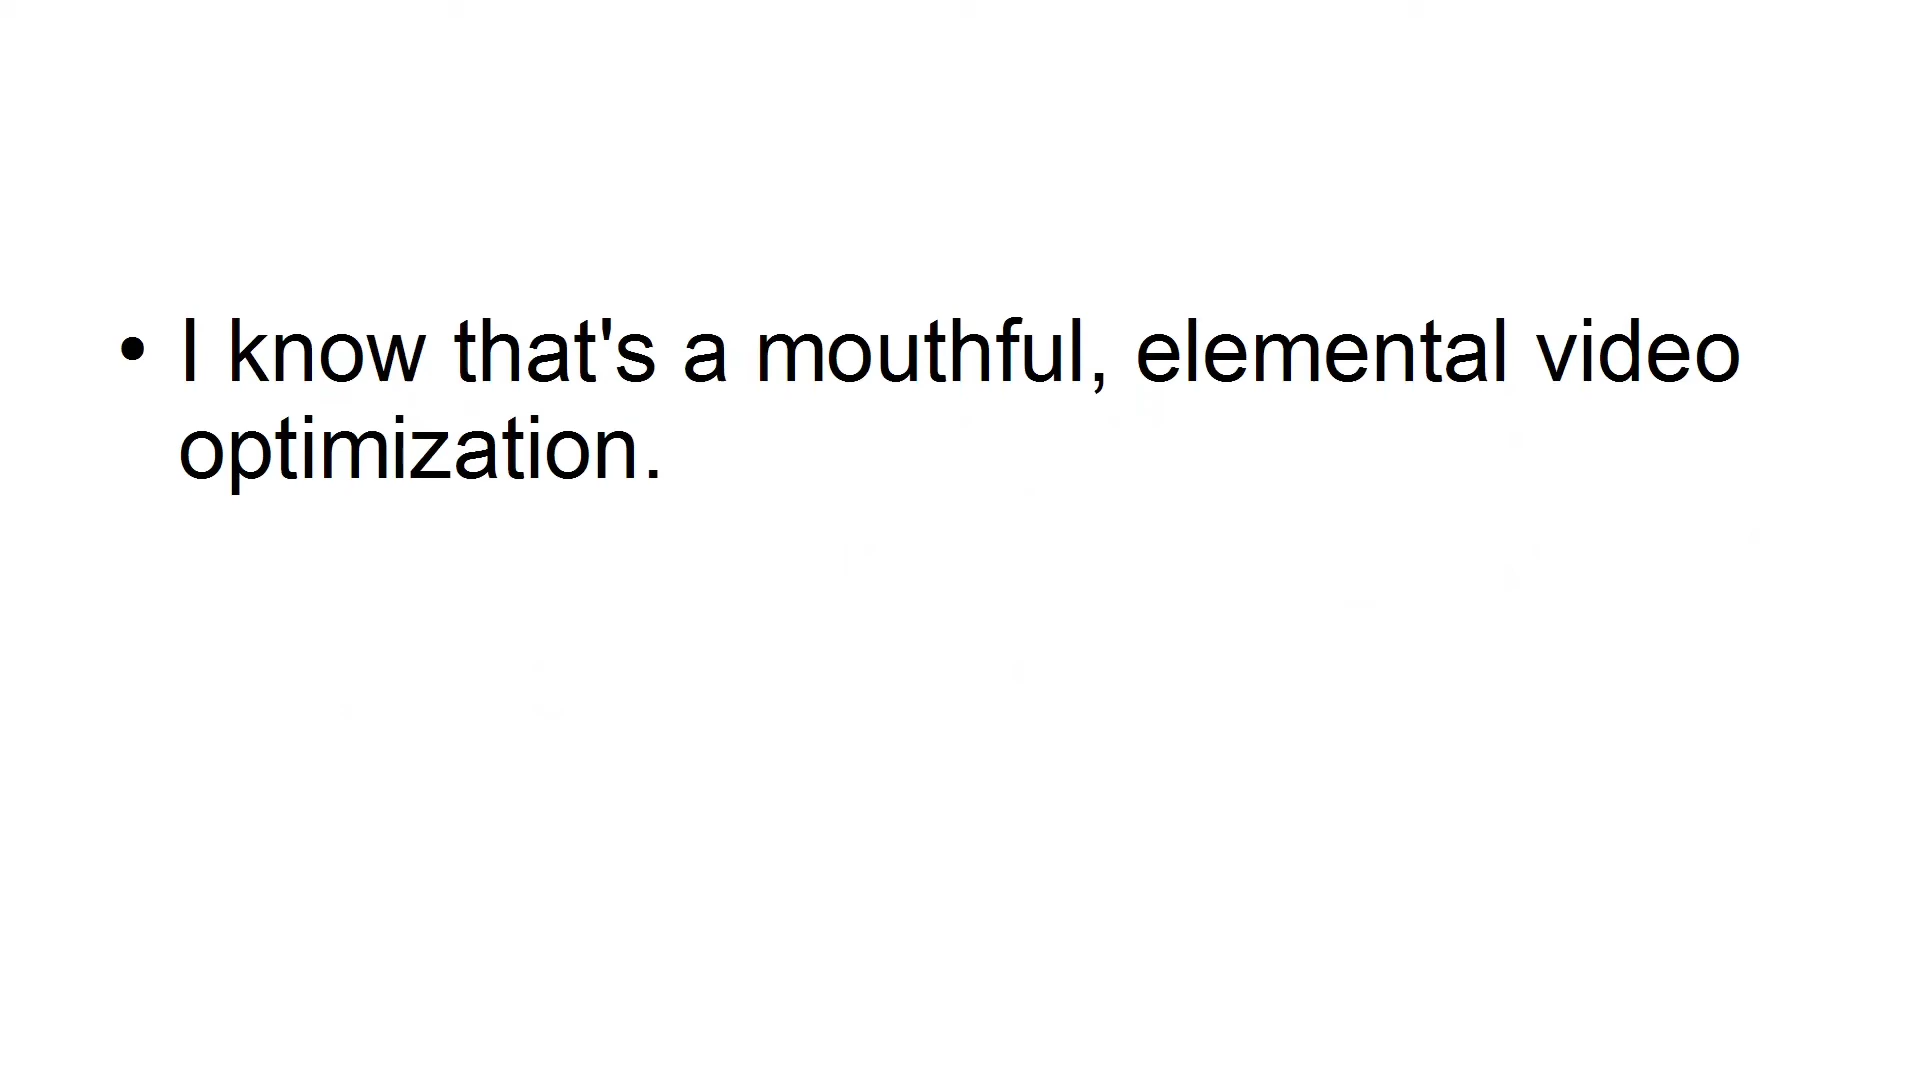 • I know that's a mouthful, elemental video
optimization.